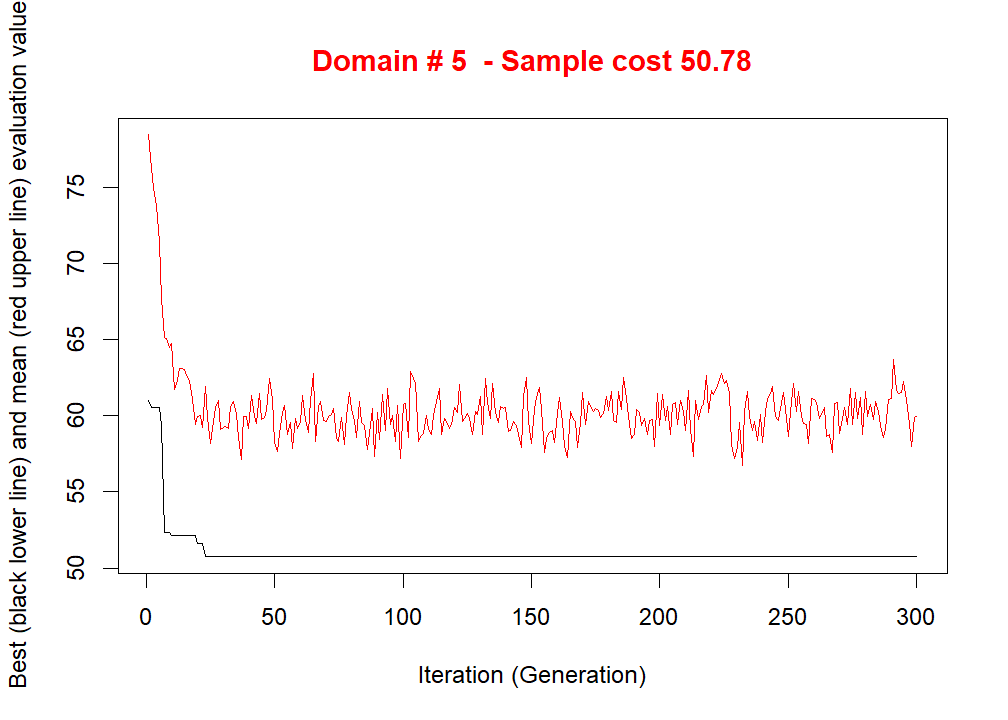 Domain # 5  - Sample cost 50.78
Best (black lower line) and mean (red upper line) evaluation value
75
70
65
60
55
50
0 50 100 150 200 250 300
Iteration (Generation)